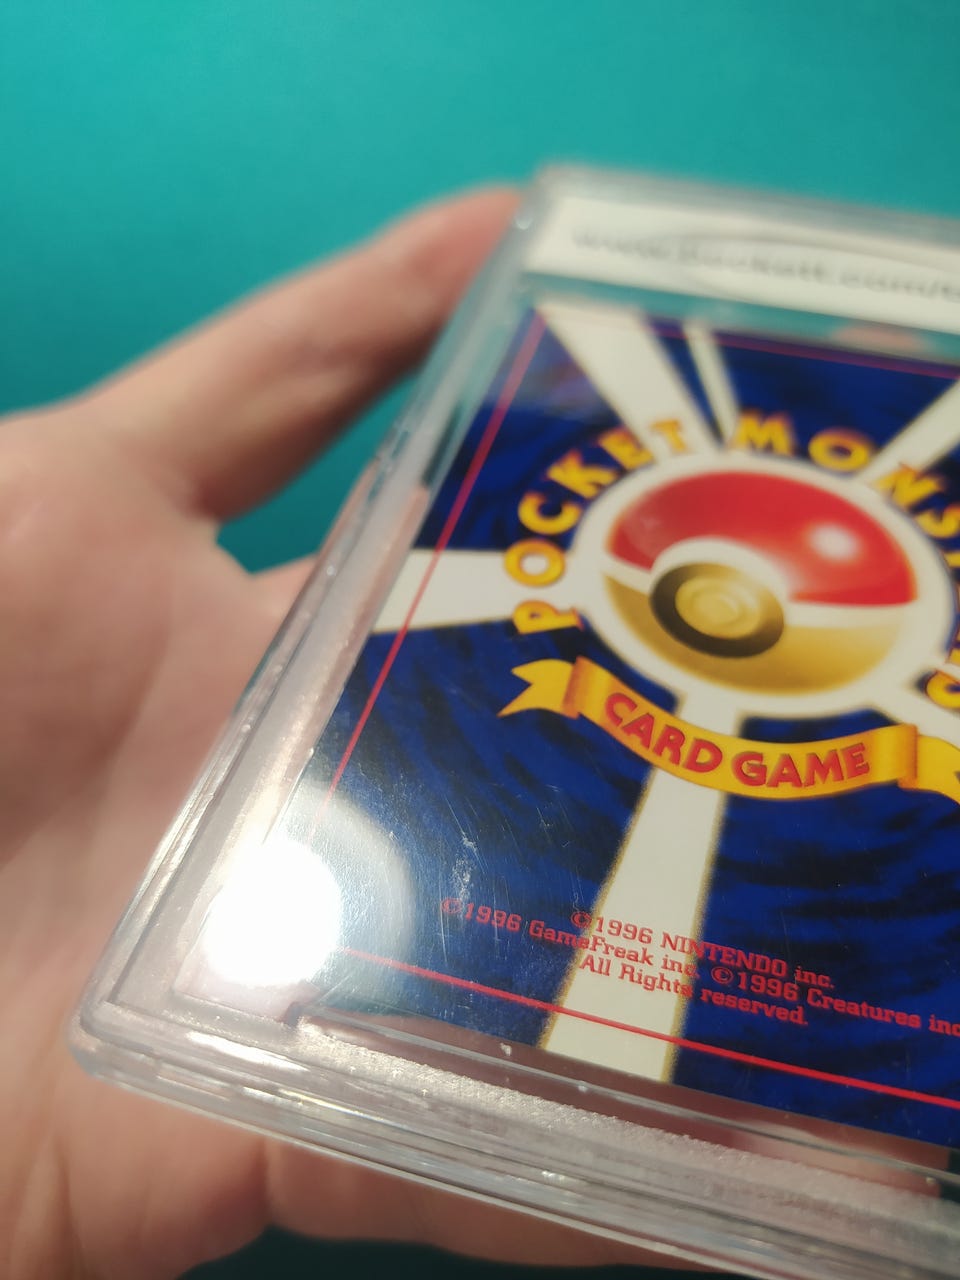 POCKET MONS
CARD GAME
©1996 NINTENDO inc.
©1996 GameFreak inc. ©1996 Creatures inc
All Rights reserved.